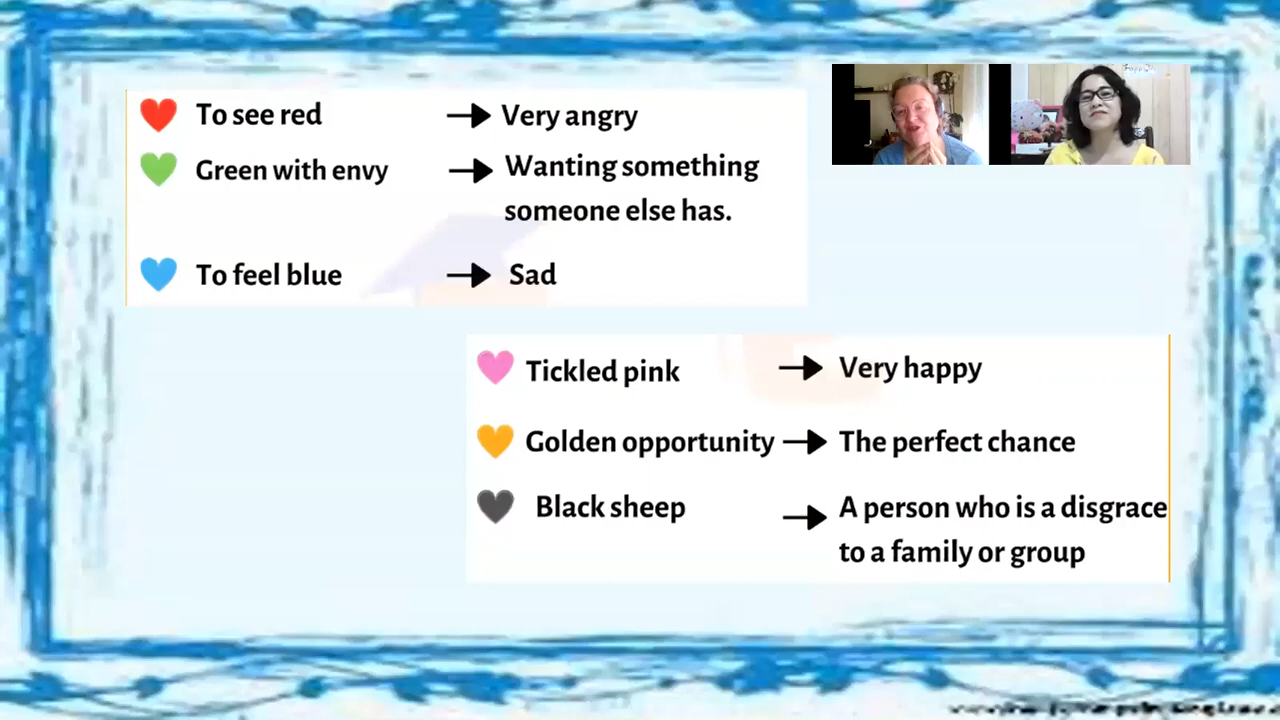 To see red → Very angry
Green with envy → Wanting something
someone else has.
To feel blue → Sad
Tickled pink → Very happy
Golden opportunity → The perfect chance
Black sheep → A person who is a disgrace
to a family or group